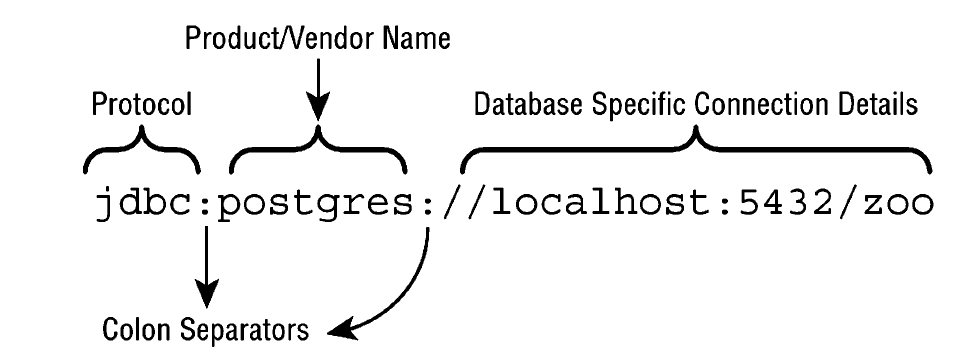 Product/Vendor Name
Protocol
Database Specific Connection Details
jdbc:postgres://localhost:5432/zoo
Colon Separators